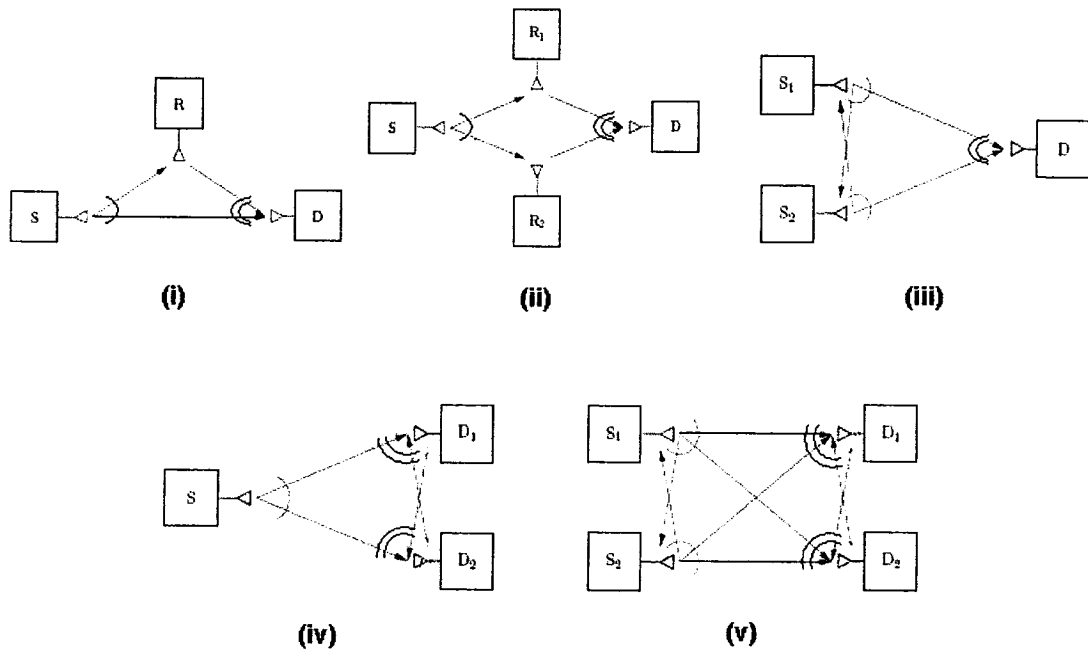 R
S
D
(i)
R₁
S
D
R₂
(ii)
S₁
D
S₂
(iii)
D₁
S
D₂
(iv)
S₁
D₁
S₂
D₂
(v)